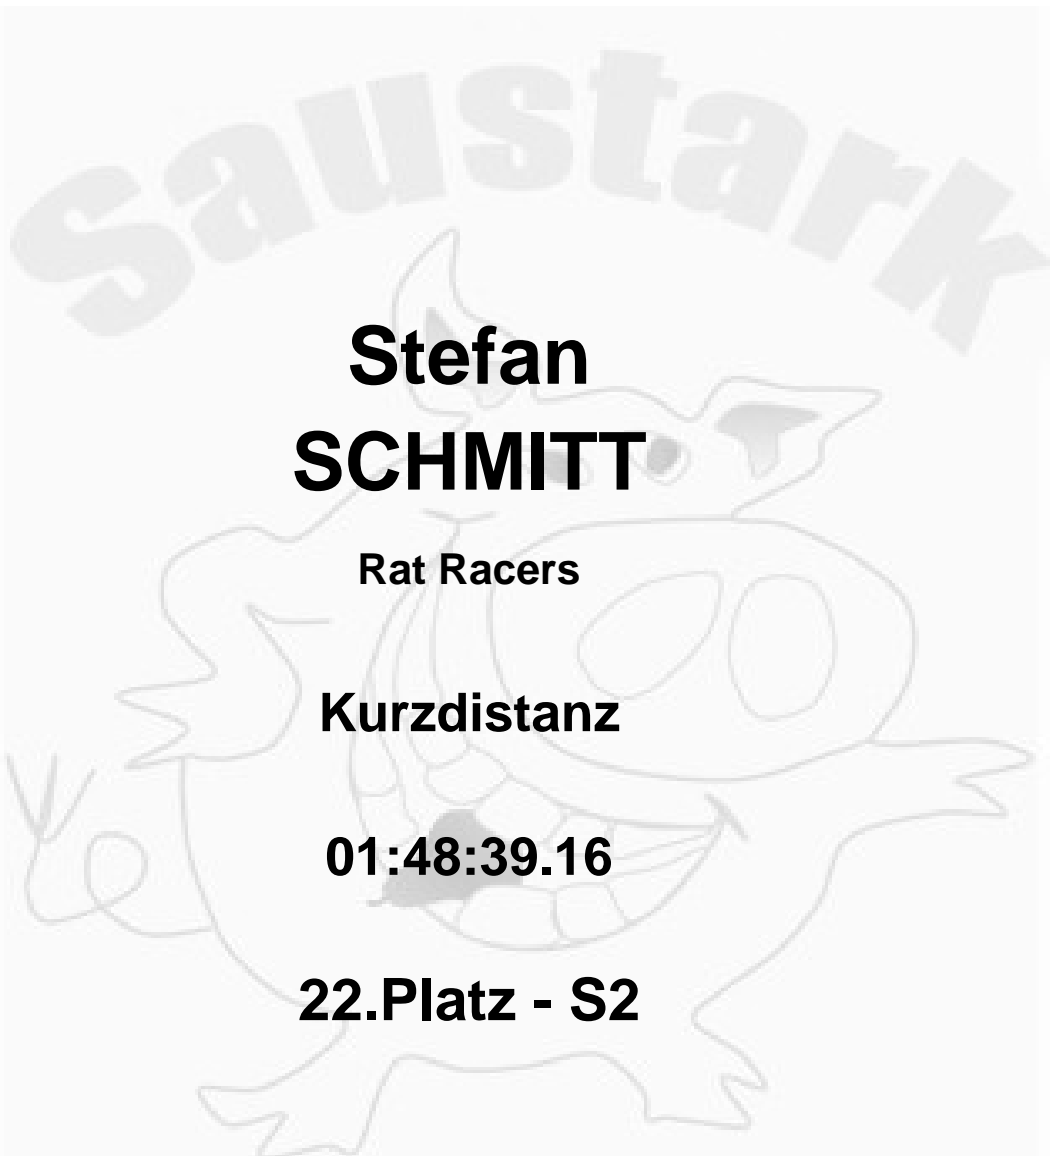 Saustark
Stefan
SCHMITT
Rat Racers
Kurzdistanz
01:48:39.16
22.Platz - S2